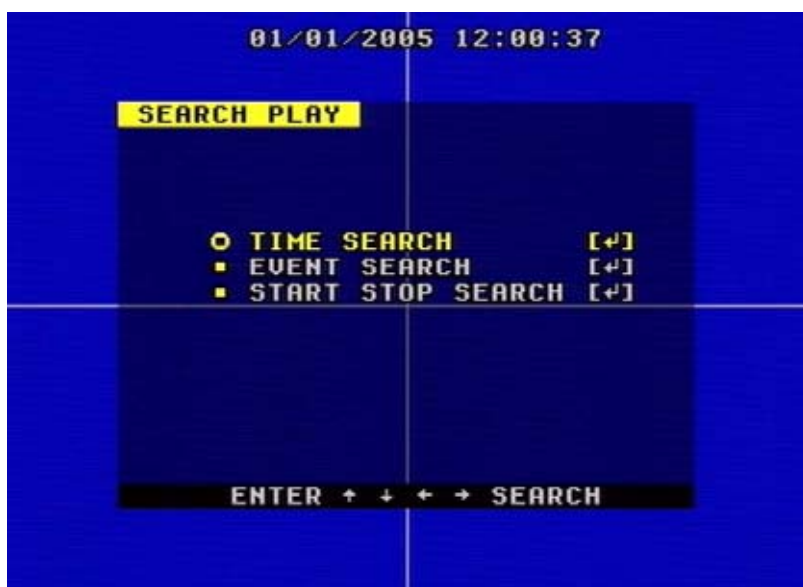 01/01/2005 12:00:37
SEARCH PLAY
TIME SEARCH [↵]
EVENT SEARCH [↵]
START STOP SEARCH [↵]
ENTER ↑ ↓ ← → SEARCH